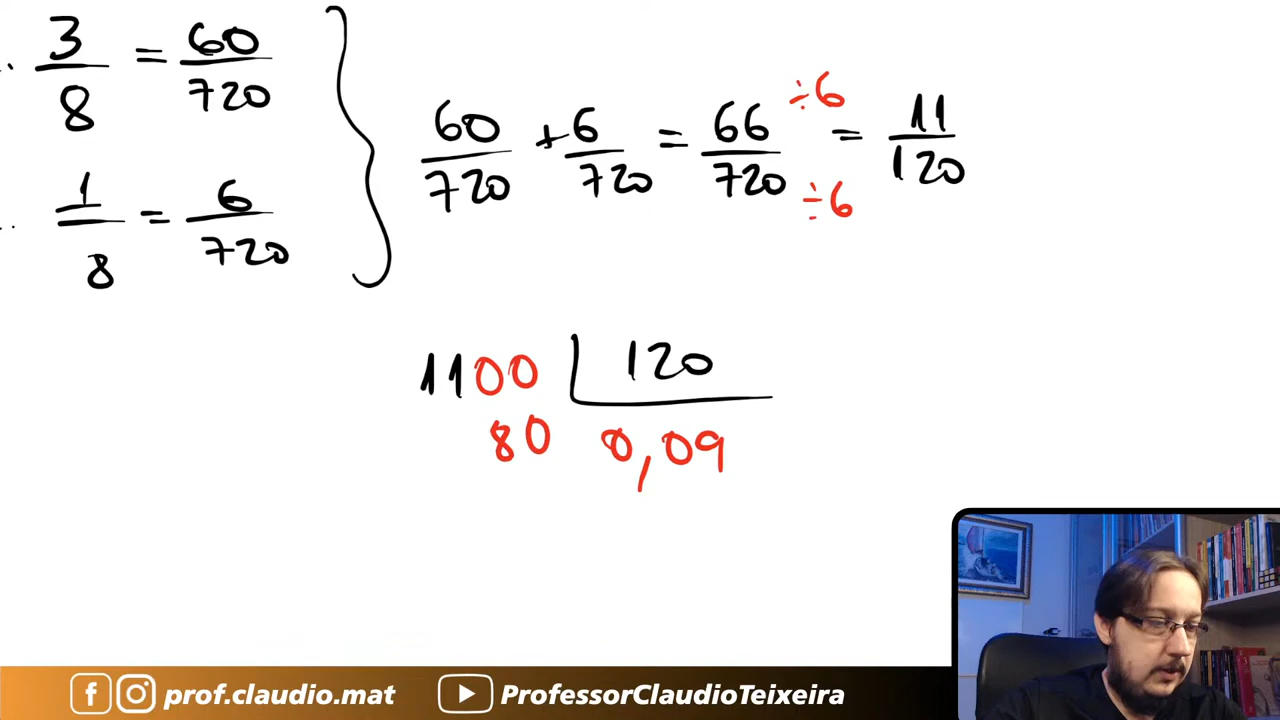 .. 3/8 = 60/720
.. 1/8 = 6/720
60/720 + 6/720 = 66/720 ÷6 ÷6 = 11/120
1100 120
80 0,09
prof.claudio.mat ProfessorClaudioTeixeira